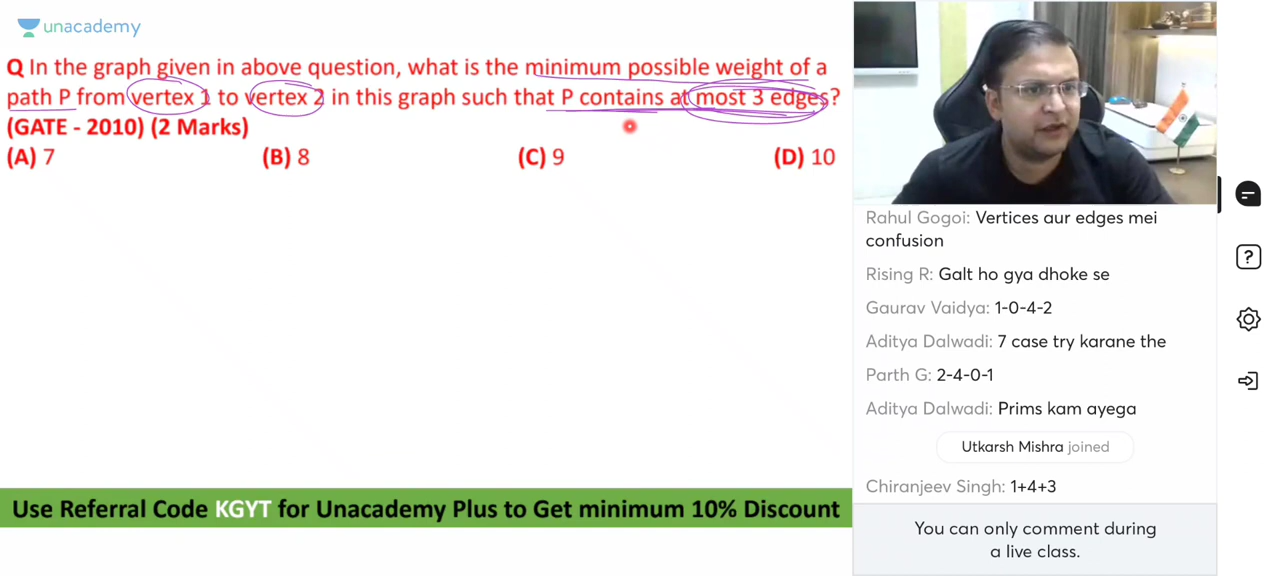 unacademy
Q In the graph given in above question, what is the minimum possible weight of a
path P from vertex 1 to vertex 2 in this graph such that P contains at most 3 edges?
(GATE - 2010) (2 Marks)
(A) 7 (B) 8 (C) 9 (D) 10
Use Referral Code KGYT for Unacademy Plus to Get minimum 10% Discount
Rahul Gogoi: Vertices aur edges mei
confusion
Rising R: Galt ho gya dhoke se
Gaurav Vaidya: 1-0-4-2
Aditya Dalwadi: 7 case try karane the
Parth G: 2-4-0-1
Aditya Dalwadi: Prims kam ayega
Utkarsh Mishra joined
Chiranjeev Singh: 1+4+3
You can only comment during
a live class.